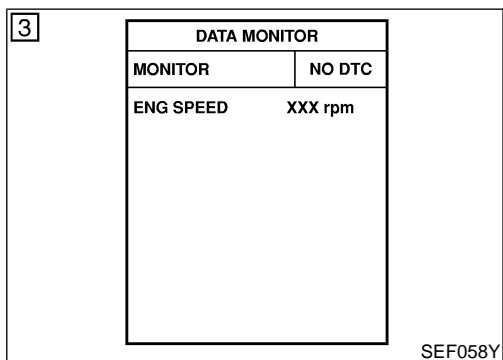 3
DATA MONITOR
MONITOR NO DTC
ENG SPEED XXX rpm
SEF058Y